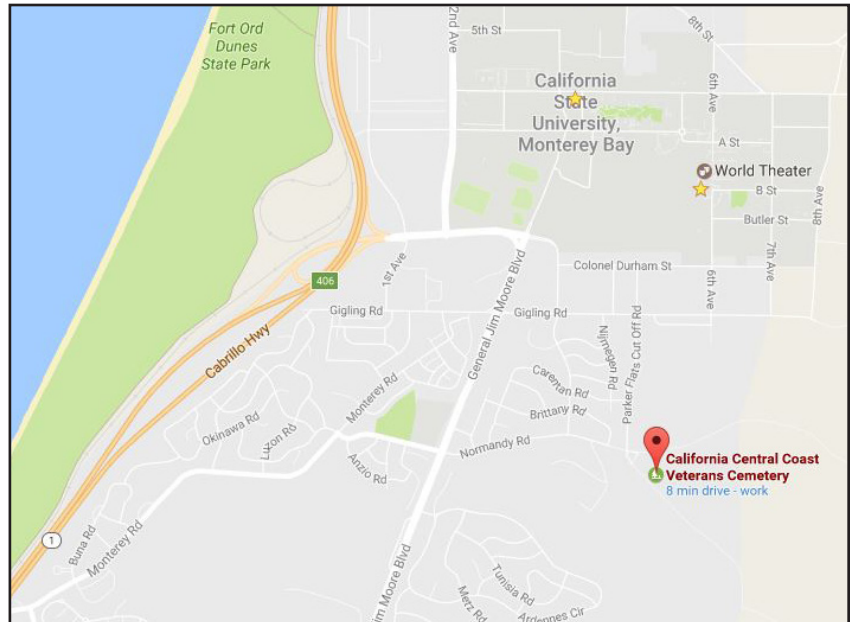 Fort Ord
Dunes
State Park
2nd Ave
5th St
8th St
California
State
University,
Monterey Bay
6th Ave
A St
World Theater
B St
Butler St
8th Ave
7th Ave
Colonel Durham St
1st Ave
406
6th Ave
Gigling Rd
Gigling Rd
General Jim Moore Blvd
Nijmegen Rd
Parker Flats Cut Off Rd
Cabrillo Hwy
Monterey Rd
Carentan Rd
Brittany Rd
Okinawa Rd
Luzon Rd
Normandy Rd
Anzio Rd
California Central Coast
Veterans Cemetery
8 min drive - work
1
Buna Rd
Monterey Rd
Jim Moore Blvd
Tunisia Rd
Metz Rd
Ardennes Cir